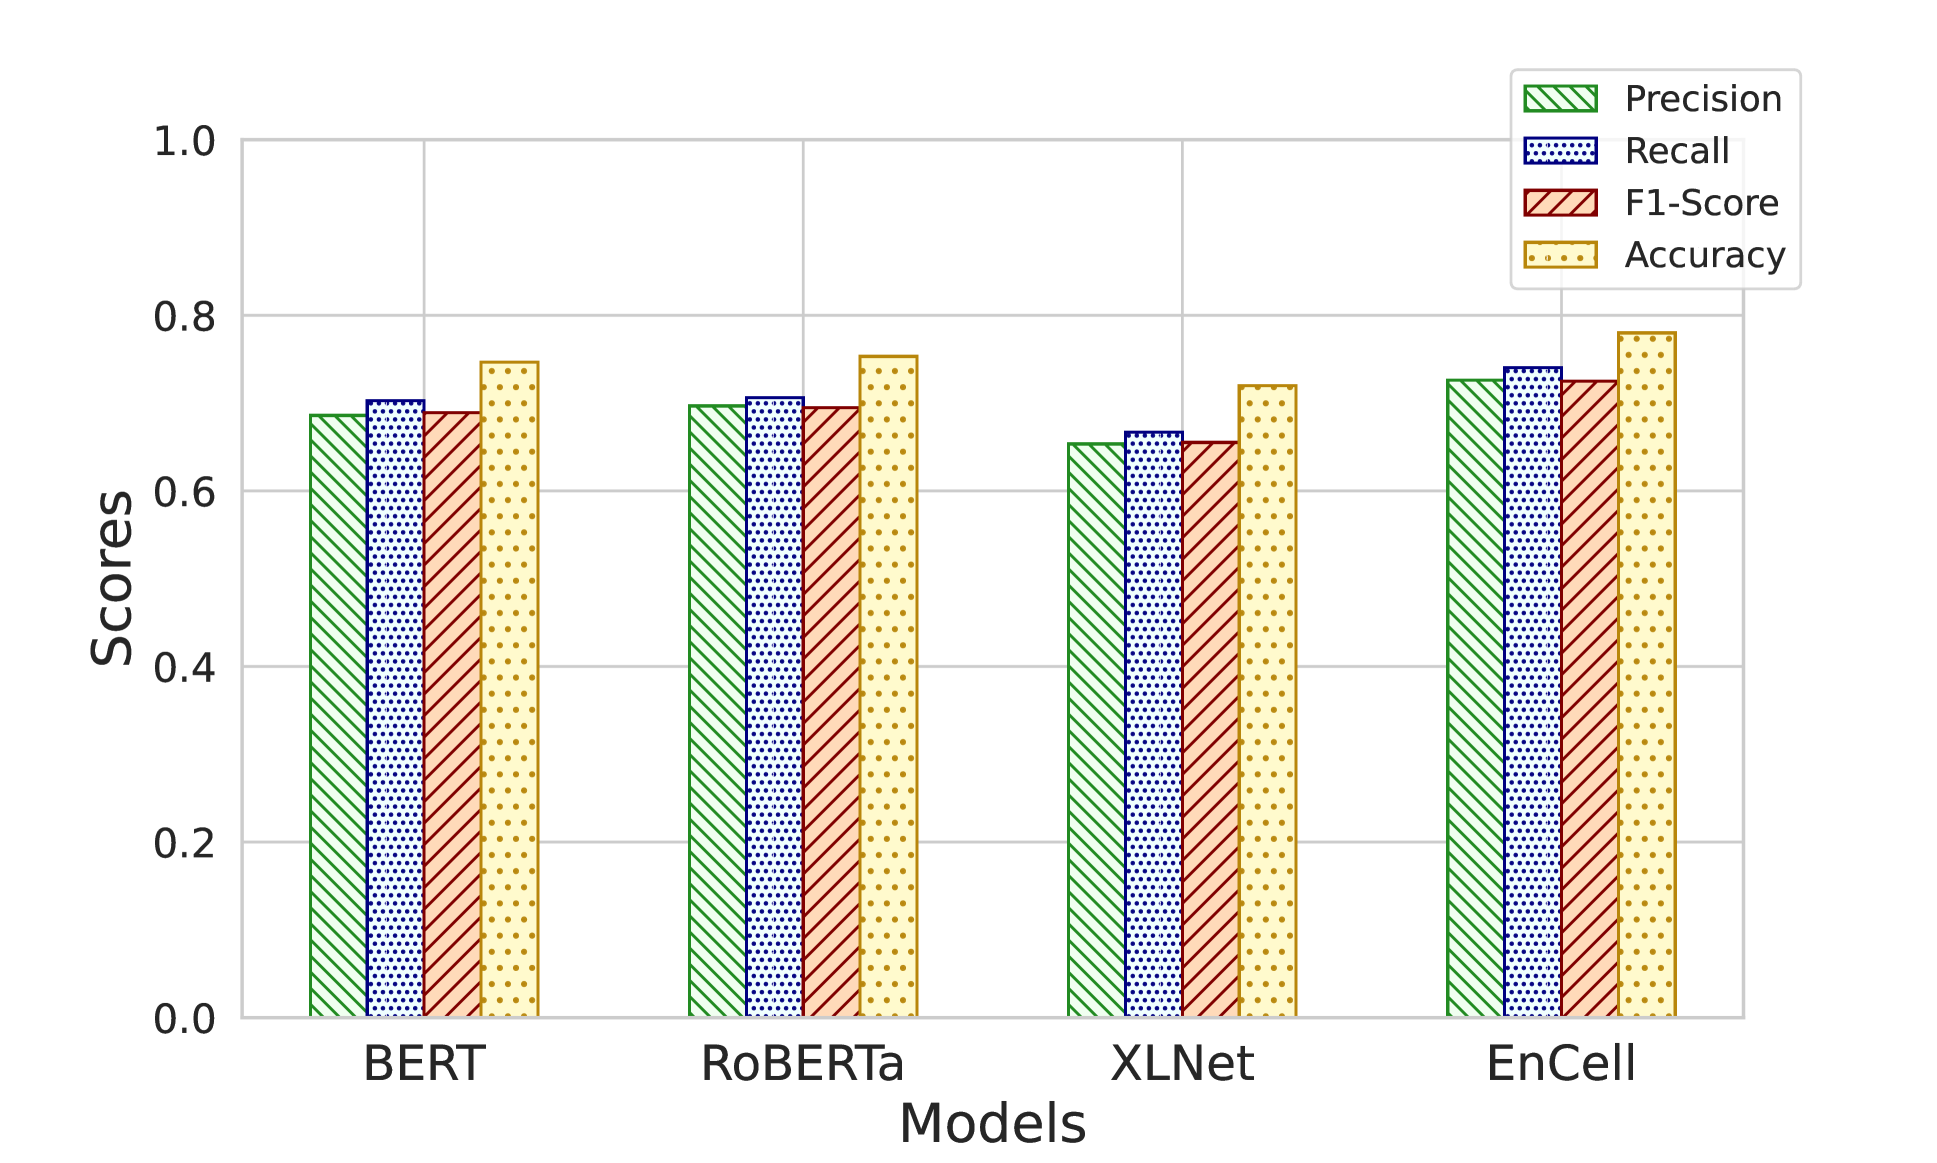 Precision
Recall
F1-Score
Accuracy
1.0
0.8
0.6
0.4
0.2
0.0
Scores
BERT RoBERTa XLNet EnCell
Models